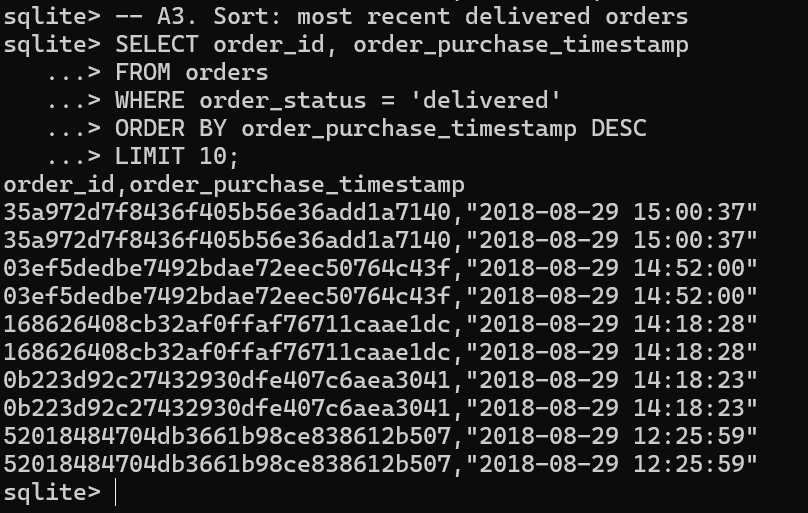 sqlite> -- A3. Sort: most recent delivered orders
sqlite> SELECT order_id, order_purchase_timestamp
   ...> FROM orders
   ...> WHERE order_status = 'delivered'
   ...> ORDER BY order_purchase_timestamp DESC
   ...> LIMIT 10;
order_id,order_purchase_timestamp
35a972d7f8436f405b56e36add1a7140,"2018-08-29 15:00:37"
35a972d7f8436f405b56e36add1a7140,"2018-08-29 15:00:37"
03ef5dedbe7492bdae72eec50764c43f,"2018-08-29 14:52:00"
03ef5dedbe7492bdae72eec50764c43f,"2018-08-29 14:52:00"
168626408cb32af0ffaf76711caae1dc,"2018-08-29 14:18:28"
168626408cb32af0ffaf76711caae1dc,"2018-08-29 14:18:28"
0b223d92c27432930dfe407c6aea3041,"2018-08-29 14:18:23"
0b223d92c27432930dfe407c6aea3041,"2018-08-29 14:18:23"
52018484704db3661b98ce838612b507,"2018-08-29 12:25:59"
52018484704db3661b98ce838612b507,"2018-08-29 12:25:59"
sqlite>